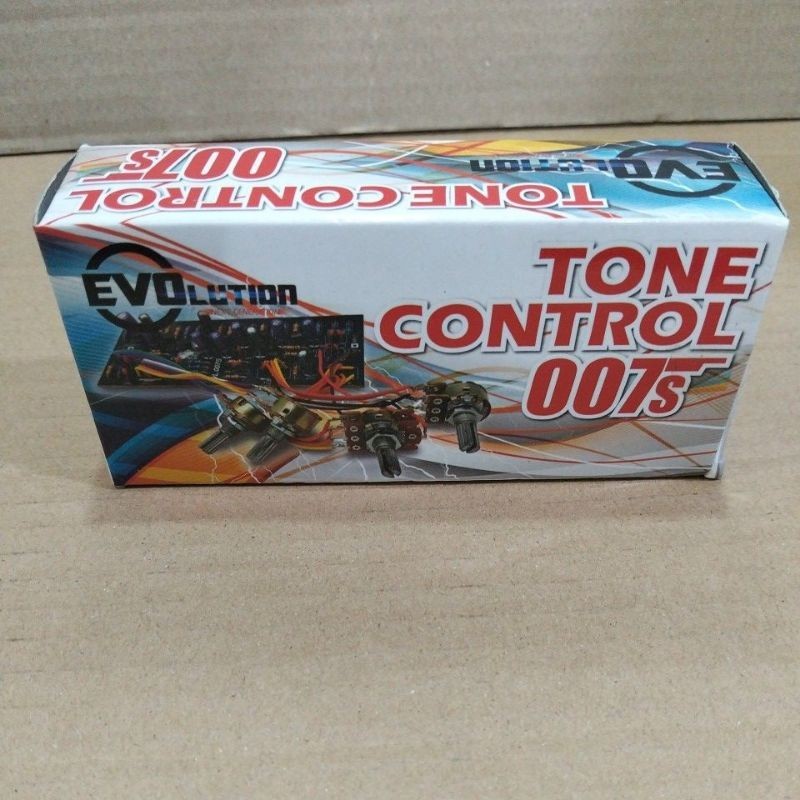 EVOLUTION
TONE CONTROL
007s
EVOLUTION
TONE
CONTROL
007s